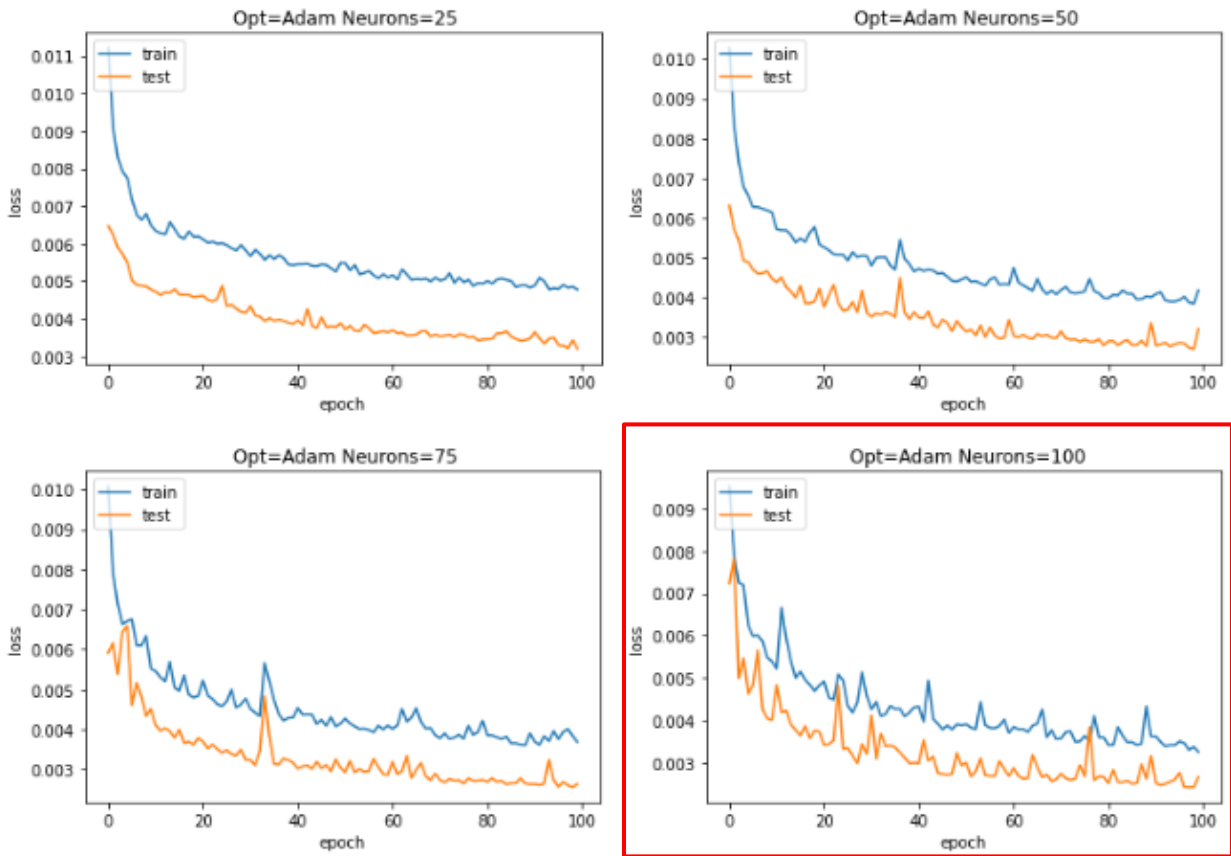 Opt=Adam Neurons=25
train
test
0.011
0.010
0.009
0.008
0.007
0.006
0.005
0.004
0.003
loss
0 20 40 60 80 100
epoch
Opt=Adam Neurons=50
train
test
0.010
0.009
0.008
0.007
0.006
0.005
0.004
0.003
loss
0 20 40 60 80 100
epoch
Opt=Adam Neurons=75
train
test
0.010
0.009
0.008
0.007
0.006
0.005
0.004
0.003
loss
0 20 40 60 80 100
epoch
Opt=Adam Neurons=100
train
test
0.009
0.008
0.007
0.006
0.005
0.004
0.003
loss
0 20 40 60 80 100
epoch